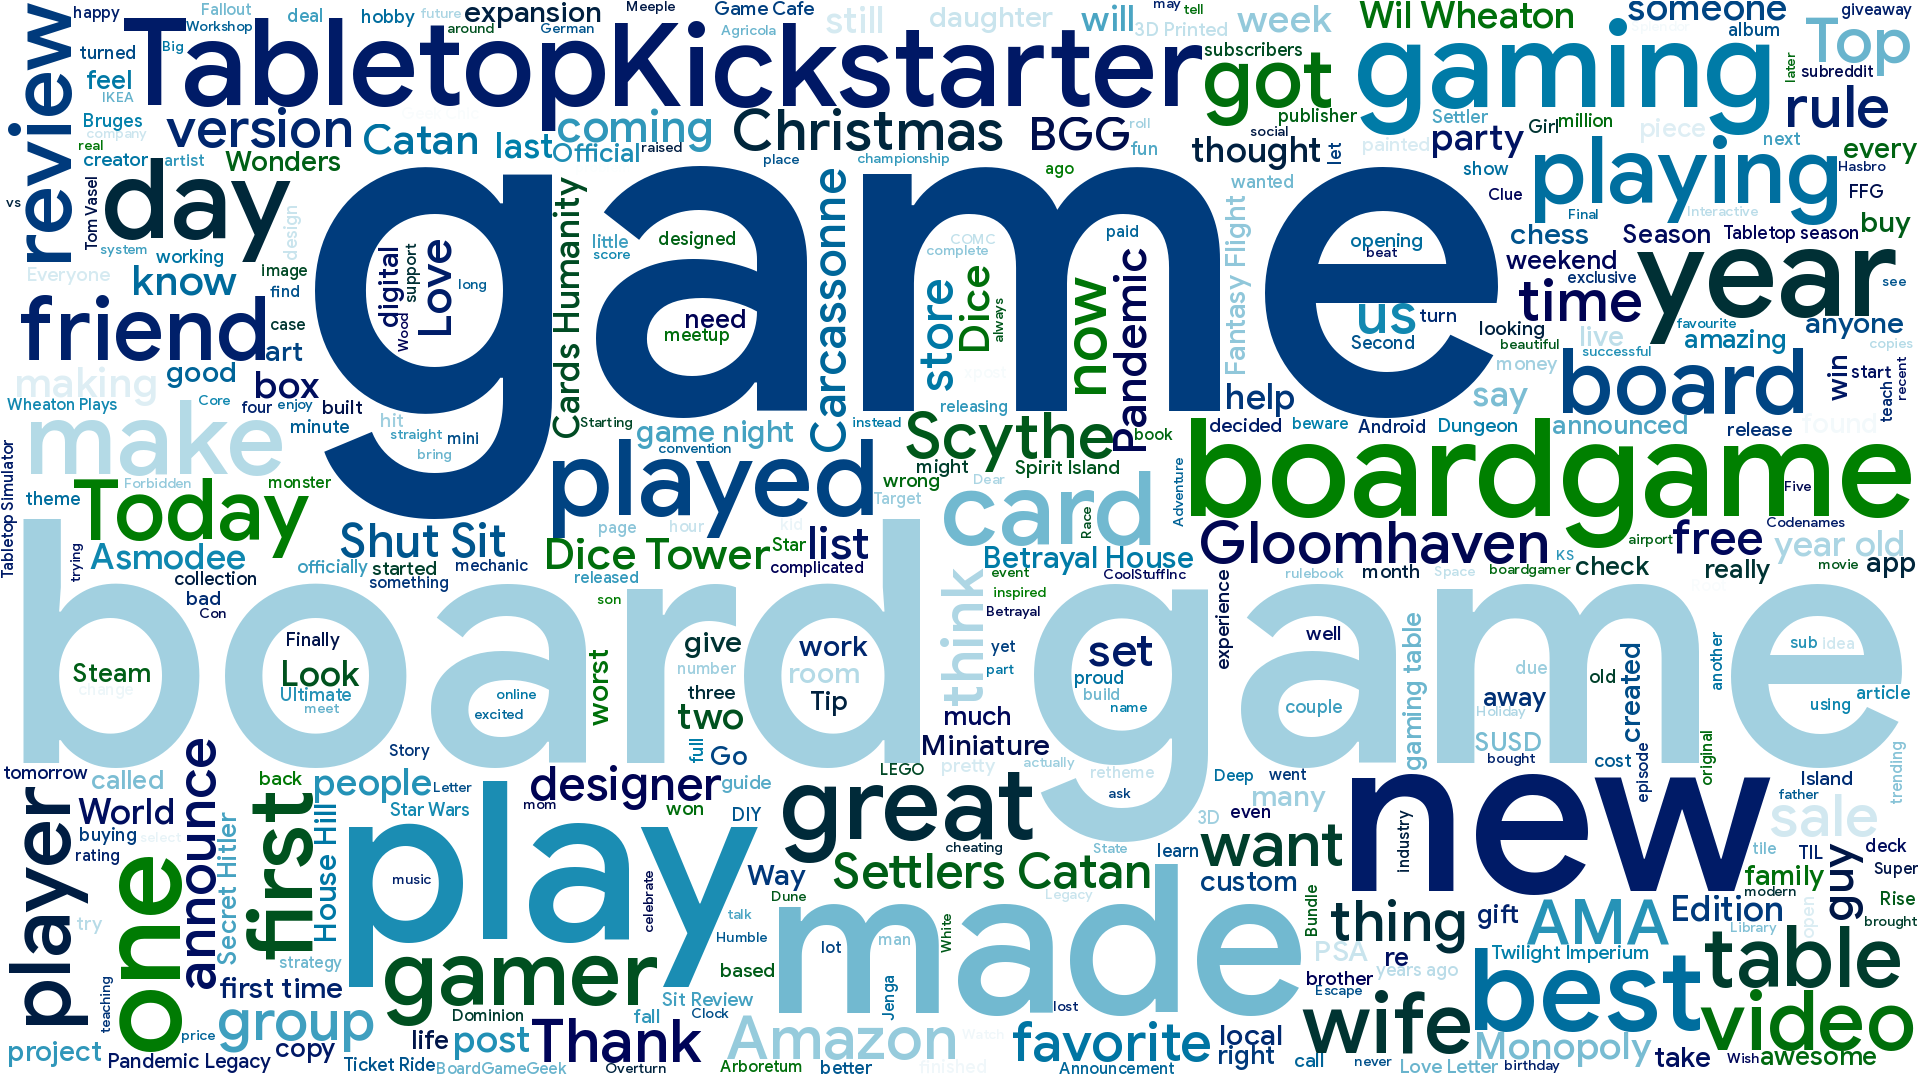 happy
Fallout
Workshop
deal
hobby
future
around
expansion
German
Meeple
Game Cafe
Agricola
still
daughter
may
tell
will
3D Printed
week
Wil Wheaton
someone
album
giveaway
Top
subreddit
turned
Big
feel
IKEA
review
TabletopKickstarter
subscribers
got
publisher
gaming
later
rule
Bruges
company
real
creator
artist
version
Wonders
Catan
last
coming
Official
raised
Christmas
place
championship
BGG
roll
fun
ago
social
thought
let
Settler
painted
party
Girl
million
piece
next
every
Hasbro
show
Clue
playing
FFG
vs
Tom Vasel
day
design
system
working
Everyone
know
image
find
game
digital
support
Love
long
Wood
Cards Humanity
little
score
designed
need
meetup
Carcassonne
store
COMC
complete
Dice
always
now
paid
Pandemic
Fantasy Flight
wanted
opening
beat
us
turn
Second
Final
Interactive
chess
Season
Tabletop season
buy
weekend
exclusive
time
year
see
looking
beautiful
live
successful
favourite
amazing
anyone
copies
friend
case
art
making
good
box
Wheaton Plays
Core
four
enjoy
built
minute
hit
straight
mini
bring
Starting
game night
convention
releasing
instead
xpost
help
money
say
board
win
start
teach
recent
make
Scythe
might
book
Spirit Island
wrong
Dear
Target
decided
beware
Android
Dungeon
announced
release
found
Tabletop Simulator
theme
Forbidden
monster
Today
played
page
hour
kid
card
Race
Adventure
boardgame
Five
Codenames
trying
Asmodee
collection
bad
Con
officially
Shut Sit
started
something
mechanic
Dice Tower
Star
released
complicated
list
son
think
Betrayal House
event
CoolStuffInc
inspired
Betrayal
rulebook
Gloomhaven
KS
boardgamer
month
Space
airport
check
free
really
year old
movie
app
board game
Steam
change
Finally
Look
Ultimate
meet
online
excited
worst
give
number
three
two
work
room
Tip
yet
part
set
proud
build
name
experience
well
couple
gaming table
due
old
away
Holiday
created
another
sub
Idea
using
article
tomorrow
called
back
people
Story
Letter
Star Wars
designer
mom
full
Go
guide
won
DIY
much
Miniature
LEGO
pretty
actually
retheme
ask
Deep
went
many
3D
even
SUSD
bought
cost
episode
original
Island
father
trending
player
World
buying
rating
select
announce
first
Secret Hitler
House Hill
play
music
celebrate
great
cheating
State
learn
want
new
industry
sale
tile
TIL
deck
Super
family
modern
guy
one
try
strategy
Way
Dune
talk
Humble
Settlers Catan
Legacy
custom
Bundle
thing
gift
AMA
Edition
Library
open
Rise
brought
gamer
based
made
lot
man
White
Jenga
lost
PSA
re
brother
years ago
Escape
Twilight Imperium
best
table
teaching
first time
group
price
project
Pandemic Legacy
copy
life
Dominion
post
Ticket Ride
BoardGameGeek
Thank
Overturn
fall
Sit Review
Clock
Amazon
Arboretum
better
Watch
finished
favorite
Announcement
local
right
call
wife
never
Love Letter
Monopoly
birthday
take
Wish
video
awesome